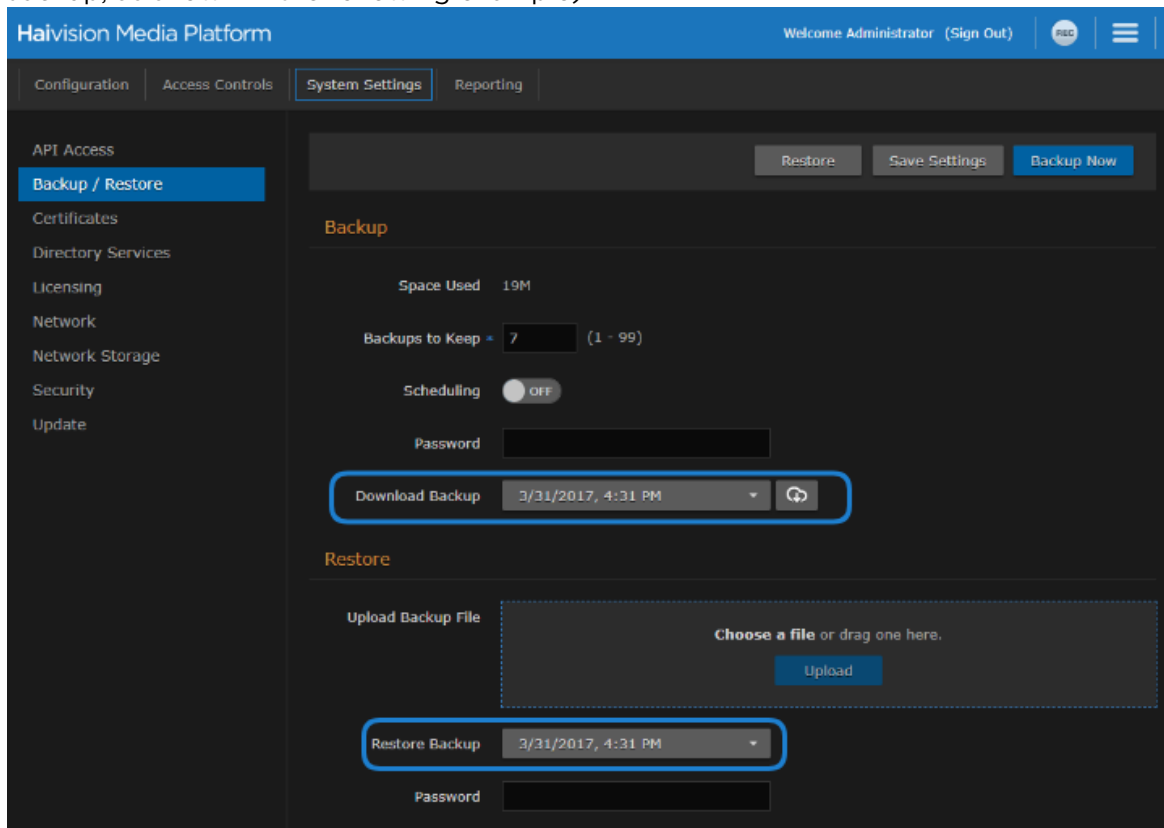 Haivision Media Platform
Welcome Administrator (Sign Out)
REC
Configuration
Access Controls
System Settings
Reporting
API Access
Backup / Restore
Certificates
Directory Services
Licensing
Network
Network Storage
Security
Update
Restore
Save Settings
Backup Now
Backup
Space Used 19M
Backups to Keep * 7 (1 - 99)
Scheduling OFF
Password
Download Backup 3/31/2017, 4:31 PM
Restore
Upload Backup File
Choose a file or drag one here.
Upload
Restore Backup 3/31/2017, 4:31 PM
Password